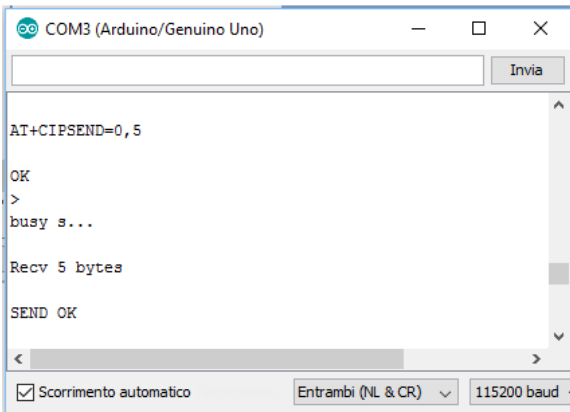 COM3 (Arduino/Genuino Uno)
Invia
AT+CIPSEND=0,5
OK
>
busy s...
Recv 5 bytes
SEND OK
Scorrimento automatico
Entrambi (NL & CR)
115200 baud